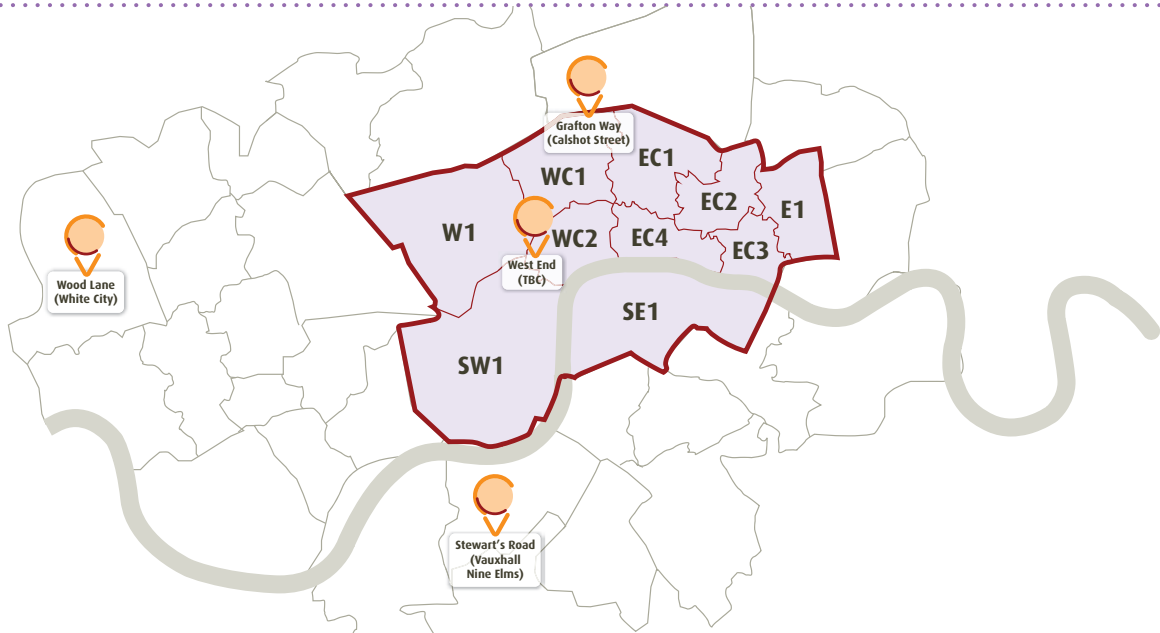 Grafton Way
(Calshot Street)
EC1
WC1
EC2
E1
W1
WC2
EC4
EC3
West End
(TBC)
Wood Lane
(White City)
SE1
SW1
Stewart's Road
(Vauxhall
Nine Elms)